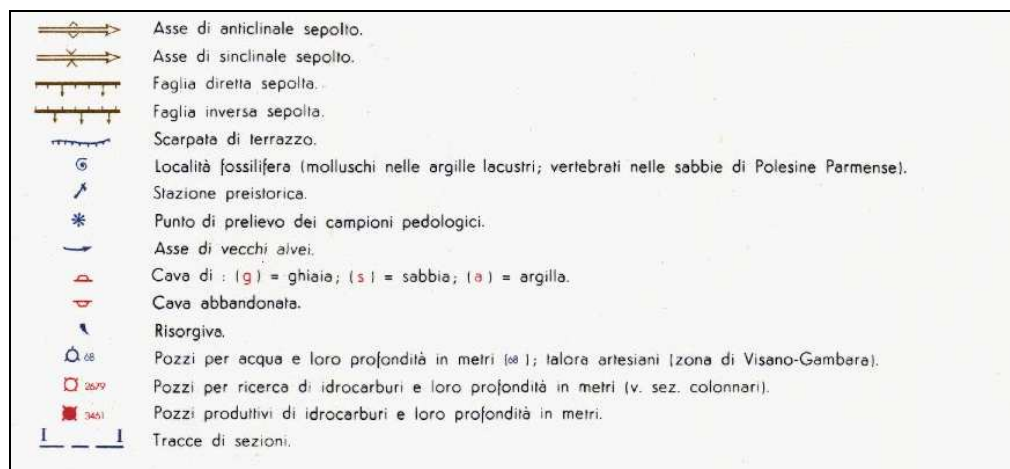 Asse di anticlinale sepolto.
Asse di sinclinale sepolto.
Faglia diretta sepolta.
Faglia inversa sepolta.
Scarpata di terrazzo.
Località fossilifera (molluschi nelle argille lacustri; vertebrati nelle sabbie di Polesine Parmense).
Stazione preistorica.
Punto di prelievo dei campioni pedologici.
Asse di vecchi alvei.
Cava di : (g) = ghiaia; (s) = sabbia; (a) = argilla.
Cava abbandonata.
Risorgiva.
68 Pozzi per acqua e loro profondità in metri (68); talora artesiani (zona di Visano-Gambara).
2679 Pozzi per ricerca di idrocarburi e loro profondità in metri (v. sez. colonnari).
3461 Pozzi produttivi di idrocarburi e loro profondità in metri.
I I Tracce di sezioni.